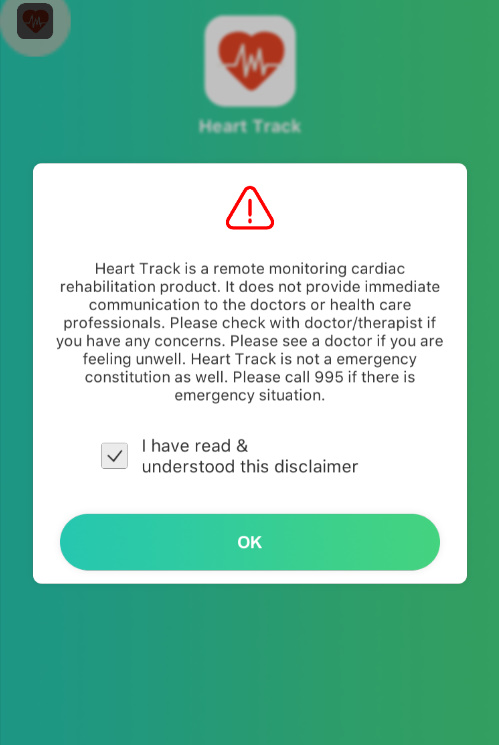 Heart Track
Heart Track is a remote monitoring cardiac
rehabilitation product. It does not provide immediate
communication to the doctors or health care
professionals. Please check with doctor/therapist if
you have any concerns. Please see a doctor if you are
feeling unwell. Heart Track is not a emergency
constitution as well. Please call 995 if there is
emergency situation.
I have read &
understood this disclaimer
OK